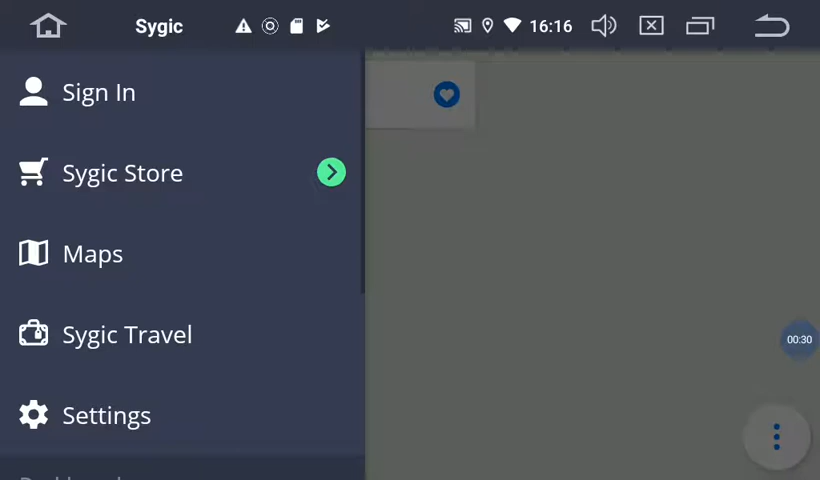 Sygic
16:16
Sign In
Sygic Store
Maps
Sygic Travel
00:30
Settings